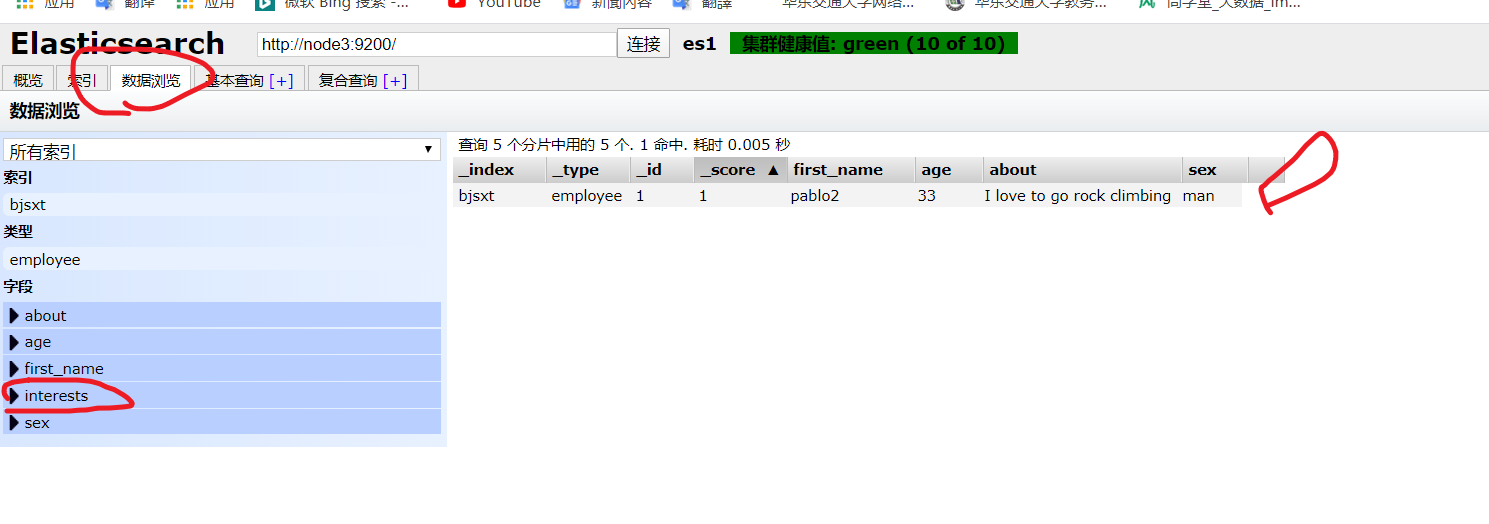 应用 翻译 应用 微软 Bing 搜索 -... YouTube 新闻内容 翻譯 华东交通大学网络... 华东交通大学教务... 尚学堂_大数据_im...
Elasticsearch http://node3:9200/ 连接 es1 集群健康值: green (10 of 10)
概览 索引 数据浏览 基本查询 [+] 复合查询 [+]
数据浏览
所有索引 ▼
索引
bjsxt
类型
employee
字段
about
age
first_name
interests
sex
查询 5 个分片中用的 5 个. 1 命中. 耗时 0.005 秒
_index _type _id _score ▲ first_name age about sex
bjsxt employee 1 1 pablo2 33 I love to go rock climbing man